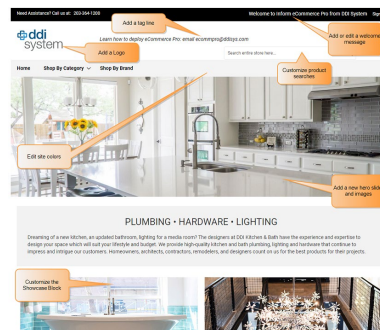 Need Assistance? Call us at: 203-364-1200
Welcome to Inform eCommerce Pro from DDI System
Sign
Add a tag line
Add or edit a welcome
message
ddi
system
Learn how to deploy eCommerce Pro: email ecommpro@ddisys.com
Add a Logo
Search entire store here...
Home
Shop By Category
Shop By Brand
Customize product
searches
Edit site colors
Add a new hero slide
and images
PLUMBING • HARDWARE • LIGHTING
Dreaming of a new kitchen, an updated bathroom, lighting for a media room? The designers at DDI Kitchen & Bath have the experience and expertise to
design your space which will suit your lifestyle and budget. We provide high-quality kitchen and bath plumbing, lighting and hardware that continue to
impress and intrigue our customers. Homeowners, architects, contractors, remodelers, and designers count on us for the best products for their projects.
Customize the
Showcase Block